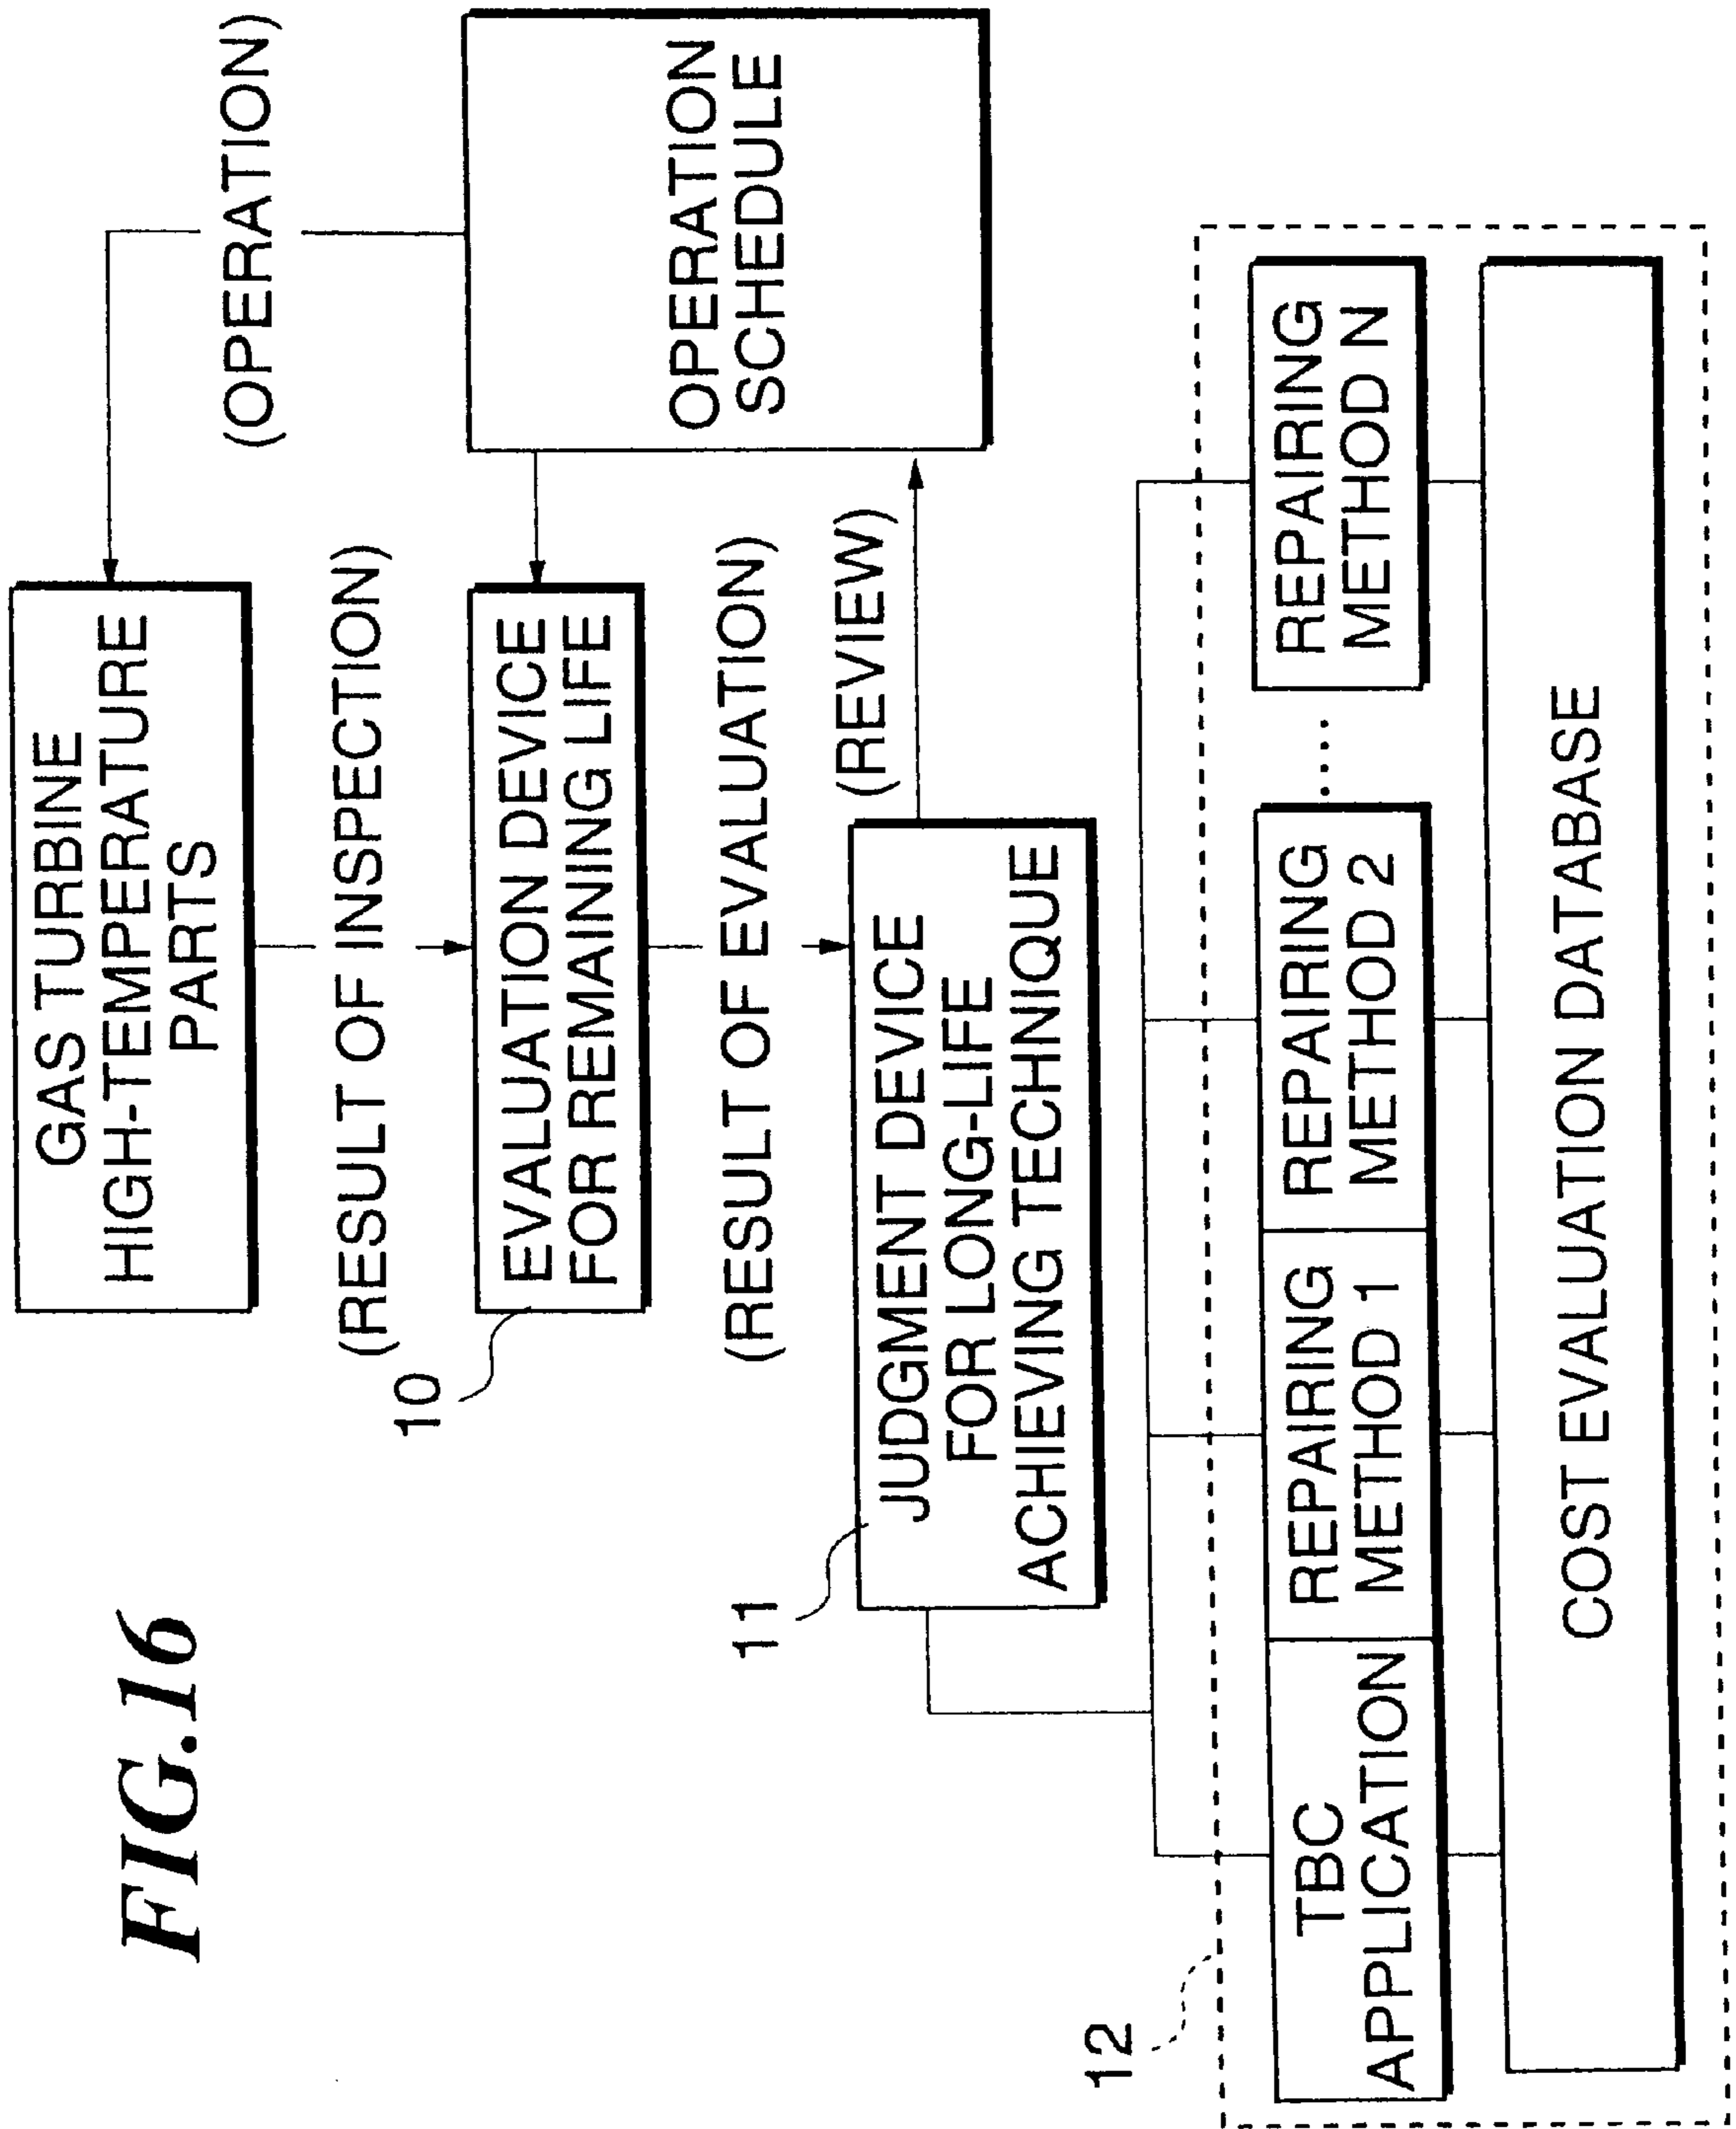 FIG.16
GAS TURBINE
HIGH-TEMPERATURE
PARTS
(OPERATION)
(RESULT OF INSPECTION)
10
EVALUATION DEVICE
FOR REMAINING LIFE
OPERATION
SCHEDULE
(RESULT OF EVALUATION)
(REVIEW)
11
JUDGMENT DEVICE
FOR LONG-LIFE
ACHIEVING TECHNIQUE
12
TBC
APPLICATION
REPAIRING
METHOD 1
REPAIRING
METHOD 2
.....
REPAIRING
METHOD N
COST EVALUATION DATABASE